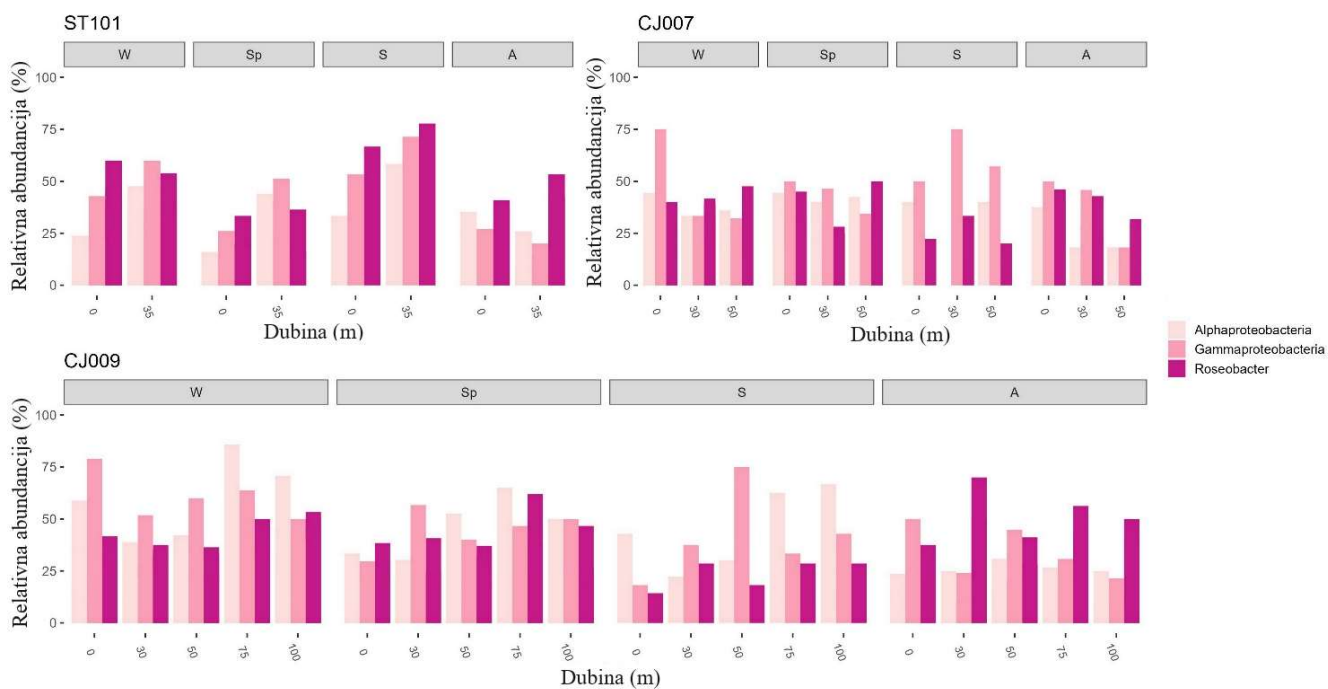 ST101
W Sp S A
Relativna abundancija (%)
100
75
50
25
0
0 35 0 35 0 35 0 35
Dubina (m)
CJ007
W Sp S A
Relativna abundancija (%)
100
75
50
25
0
0 30 50 0 30 50 0 30 50 0 30 50
Dubina (m)
Alphaproteobacteria
Gammaproteobacteria
Roseobacter
CJ009
W Sp S A
Relativna abundancija (%)
100
75
50
25
0
0 30 50 75 100 0 30 50 75 100 0 30 50 75 100 0 30 50 75 100
Dubina (m)